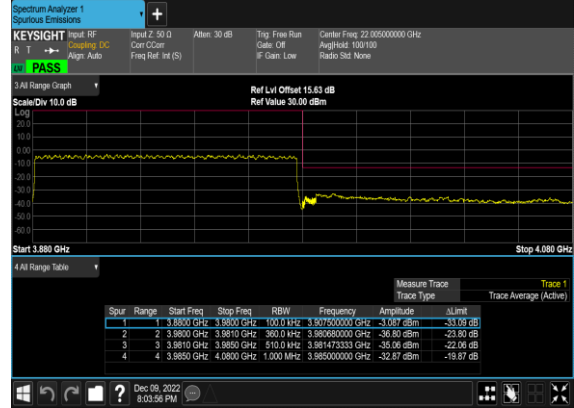 Spectrum Analyzer 1
Spurious Emissions
+
KEYSIGHT Input: RF Input Z: 50 Ω Atten: 30 dB Trig: Free Run Center Freq: 22.005000000 GHz
R T Coupling: DC Corr CCorr Gate: Off Avg|Hold: 100/100
Align: Auto Freq Ref: Int (S) IF Gain: Low Radio Std: None
PASS
3 All Range Graph
Ref Lvl Offset 15.63 dB
Scale/Div 10.0 dB Ref Value 30.00 dBm
Log
20.0
10.0
0.00
-10.0
-20.0
-30.0
-40.0
-50.0
-60.0
Start 3.880 GHz Stop 4.080 GHz
4 All Range Table
Measure Trace Trace 1
Trace Type Trace Average (Active)
Spur Range Start Freq Stop Freq RBW Frequency Amplitude ΔLimit
1 1 3.8800 GHz 3.9800 GHz 100.0 kHz 3.907500000 GHz -3.087 dBm -33.09 dB
2 2 3.9800 GHz 3.9810 GHz 360.0 kHz 3.980680000 GHz -36.80 dBm -23.80 dB
3 3 3.9810 GHz 3.9850 GHz 510.0 kHz 3.981473333 GHz -35.06 dBm -22.06 dB
4 4 3.9850 GHz 4.0800 GHz 1.000 MHz 3.985000000 GHz -32.87 dBm -19.87 dB
? Dec 09, 2022
8:03:56 PM